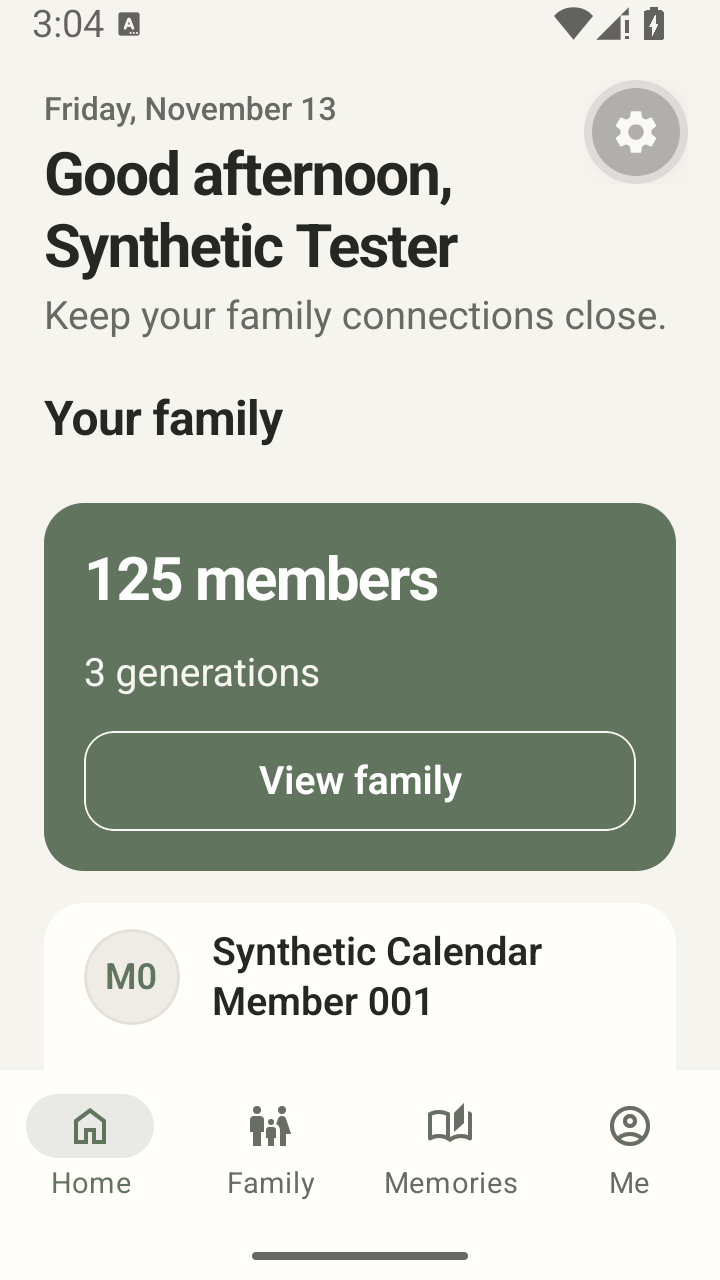 3:04
Friday, November 13
Good afternoon,
Synthetic Tester
Keep your family connections close.
Your family
125 members
3 generations
View family
M0
Synthetic Calendar
Member 001
Home
Family
Memories
Me